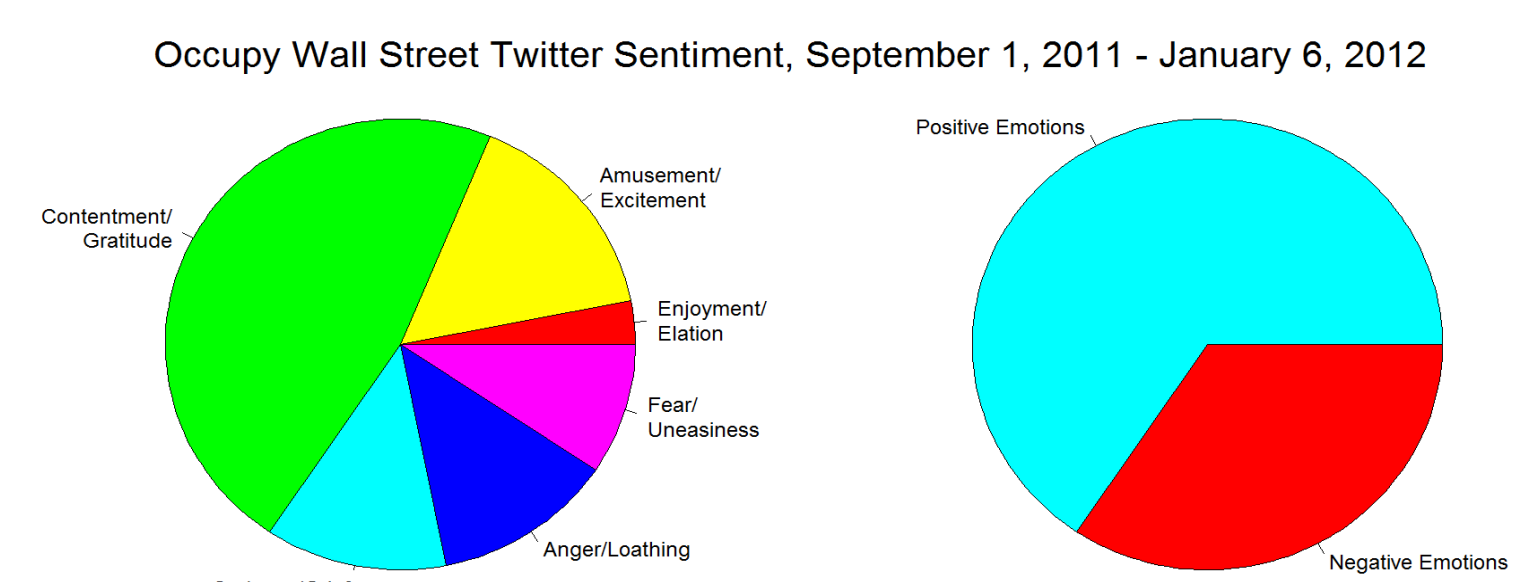 Occupy Wall Street Twitter Sentiment, September 1, 2011 - January 6, 2012
Contentment/
Gratitude
Amusement/
Excitement
Enjoyment/
Elation
Fear/
Uneasiness
Anger/Loathing
Positive Emotions
Negative Emotions